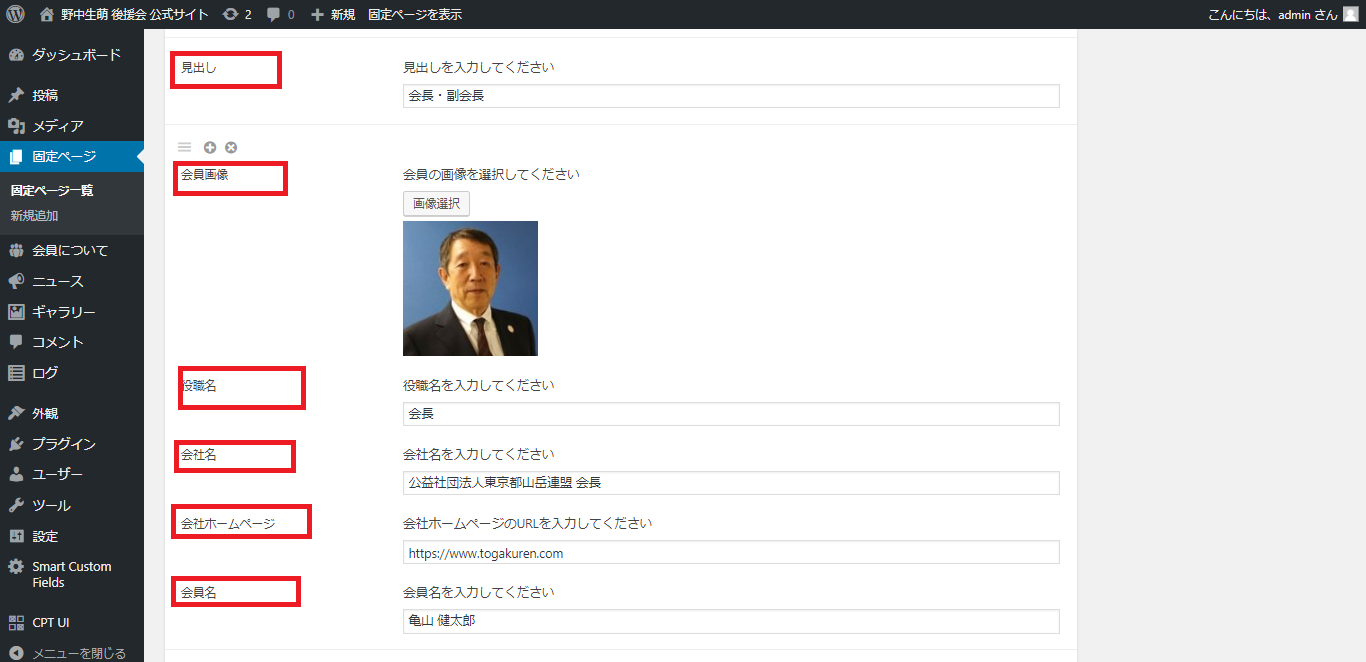 野中生萌 後援会 公式サイト 2 0 新規 固定ページを表示 こんにちは、admin さん
ダッシュボード
投稿
メディア
固定ページ
固定ページ一覧
新規追加
会員について
ニュース
ギャラリー
コメント
ログ
外観
プラグイン
ユーザー
ツール
設定
Smart Custom
Fields
CPT UI
メニューを閉じる
見出し
見出しを入力してください
会長・副会長
会員画像
会員の画像を選択してください
画像選択
役職名
役職名を入力してください
会長
会社名
会社名を入力してください
公益社団法人東京都山岳連盟 会長
会社ホームページ
会社ホームページのURLを入力してください
https://www.togakuren.com
会員名
会員名を入力してください
亀山 健太郎